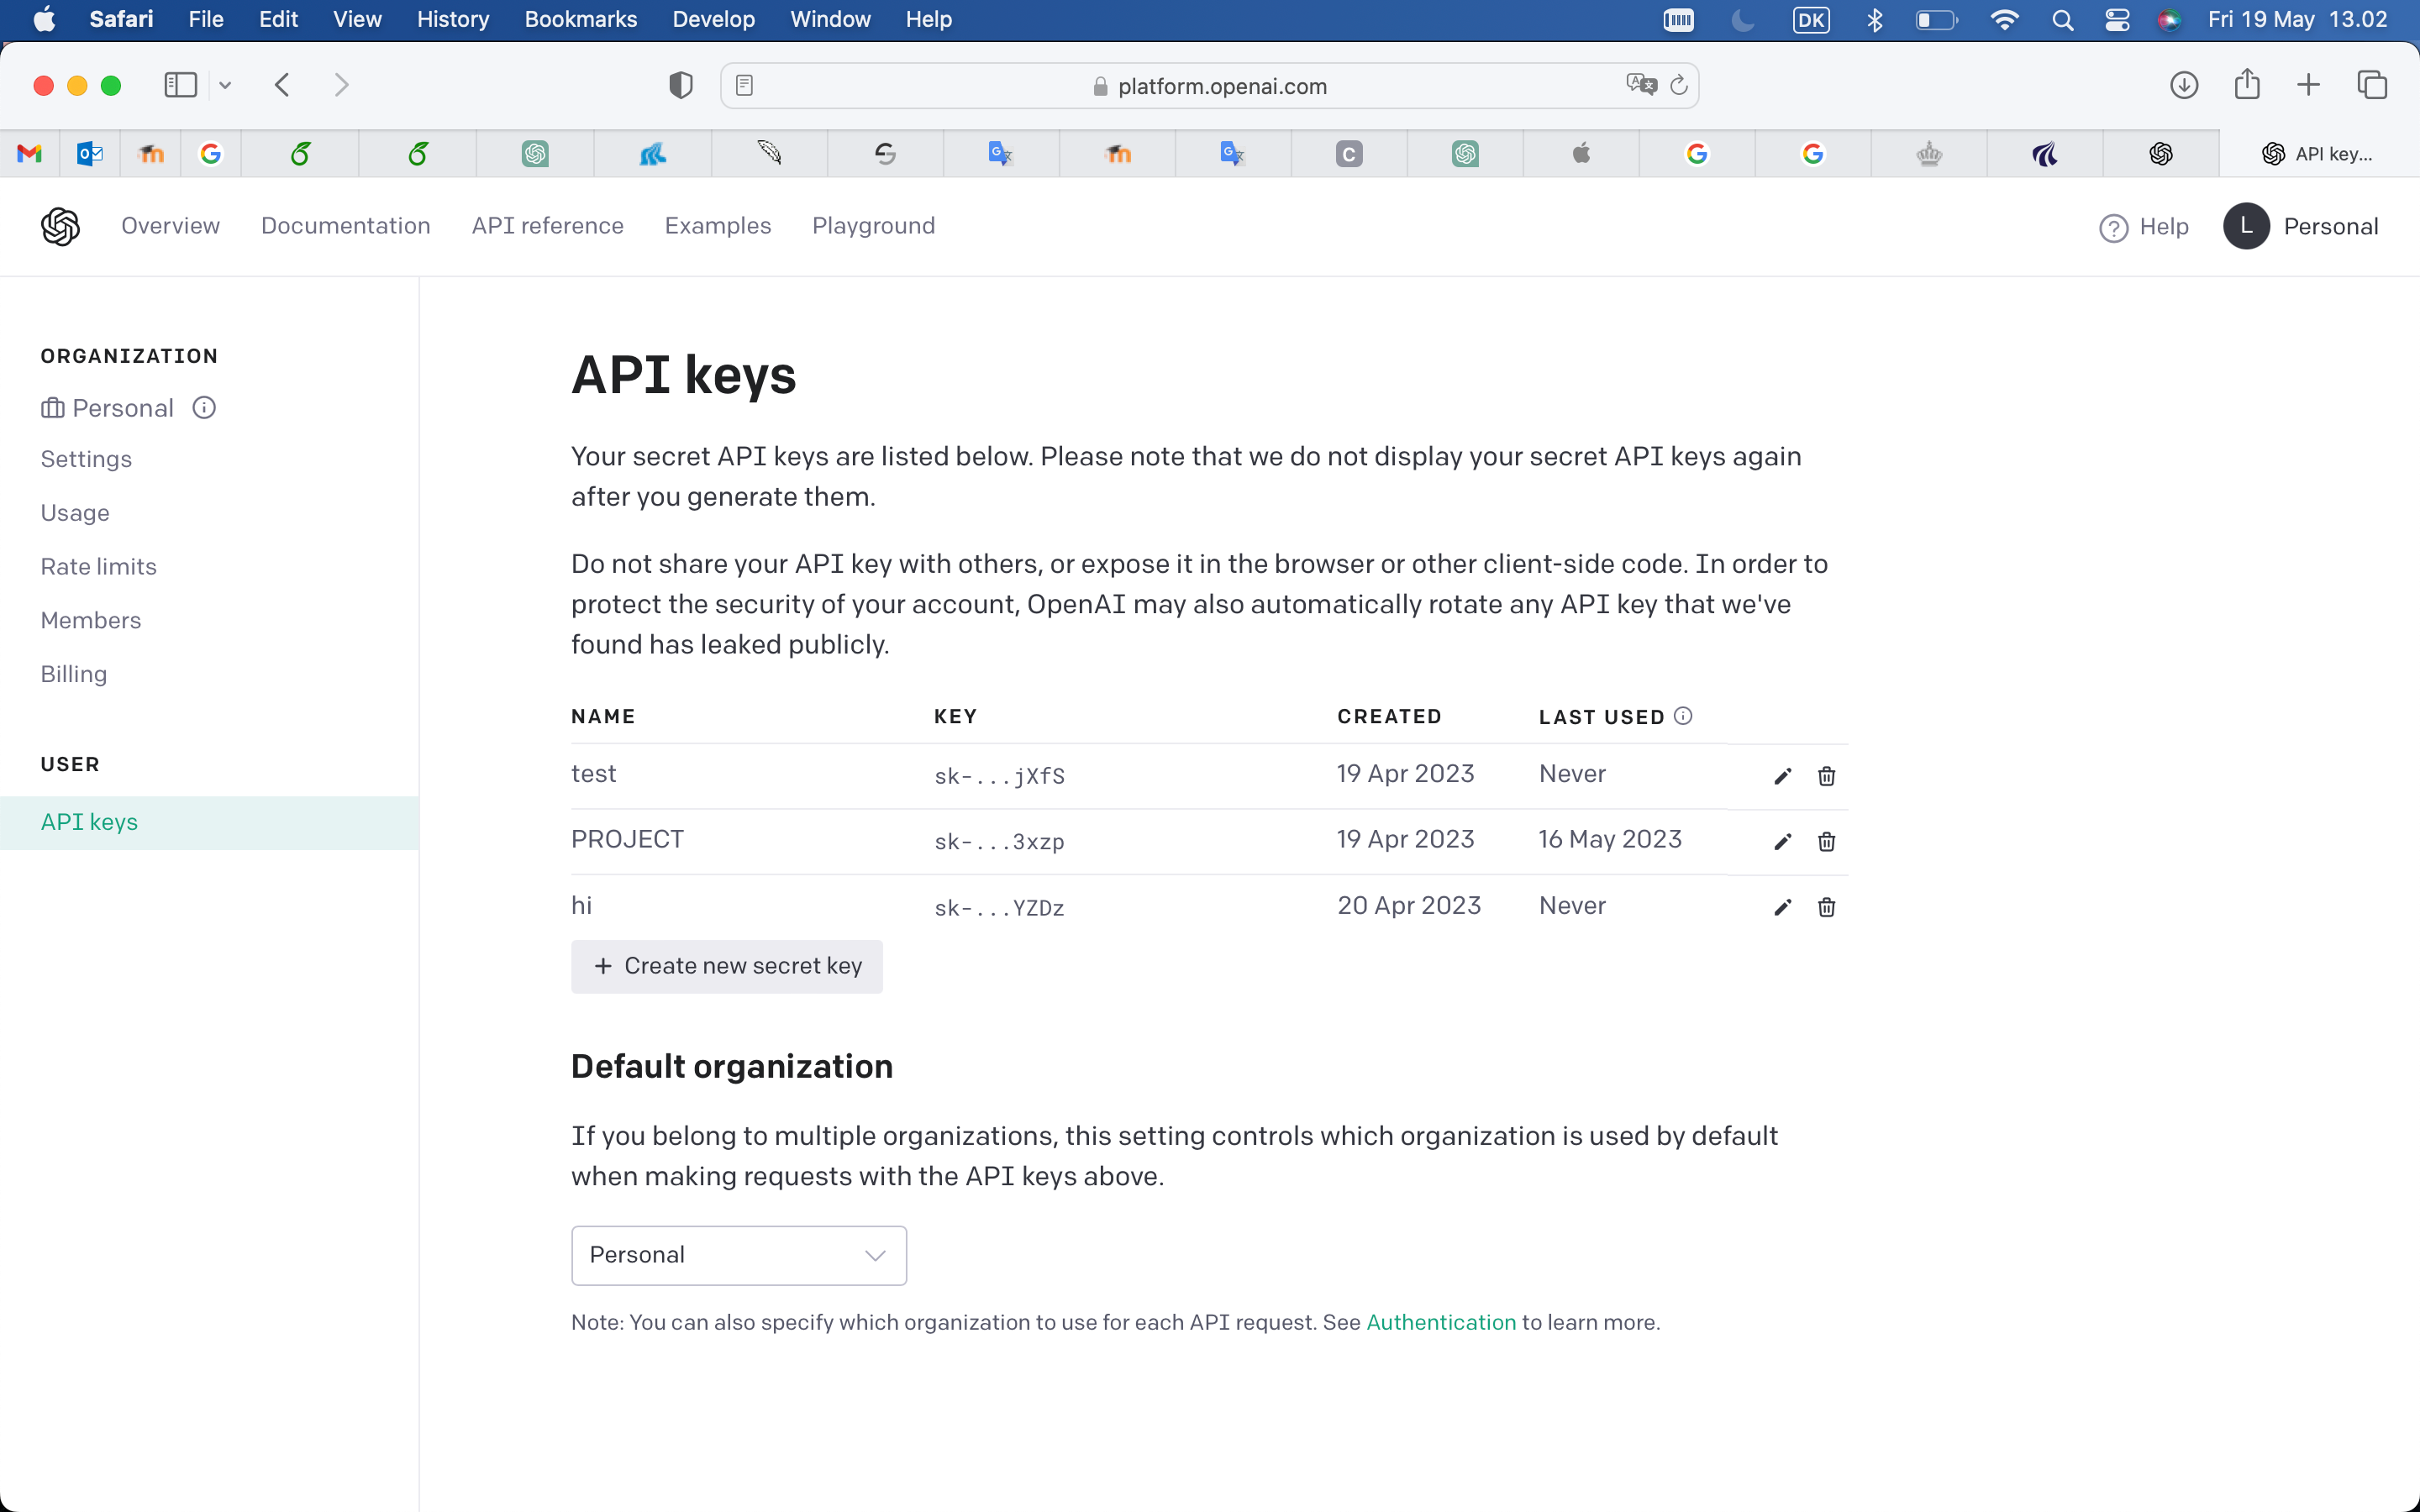 Safari File Edit View History Bookmarks Develop Window Help DK Fri 19 May 13.02
platform.openai.com
API key...
Overview Documentation API reference Examples Playground Help L Personal
ORGANIZATION
Personal
Settings
Usage
Rate limits
Members
Billing
USER
API keys
API keys
Your secret API keys are listed below. Please note that we do not display your secret API keys again
after you generate them.
Do not share your API key with others, or expose it in the browser or other client-side code. In order to
protect the security of your account, OpenAI may also automatically rotate any API key that we've
found has leaked publicly.
NAME KEY CREATED LAST USED
test sk-...jXfS 19 Apr 2023 Never
PROJECT sk-...3xzp 19 Apr 2023 16 May 2023
hi sk-...YZDz 20 Apr 2023 Never
+ Create new secret key
Default organization
If you belong to multiple organizations, this setting controls which organization is used by default
when making requests with the API keys above.
Personal
Note: You can also specify which organization to use for each API request. See Authentication to learn more.